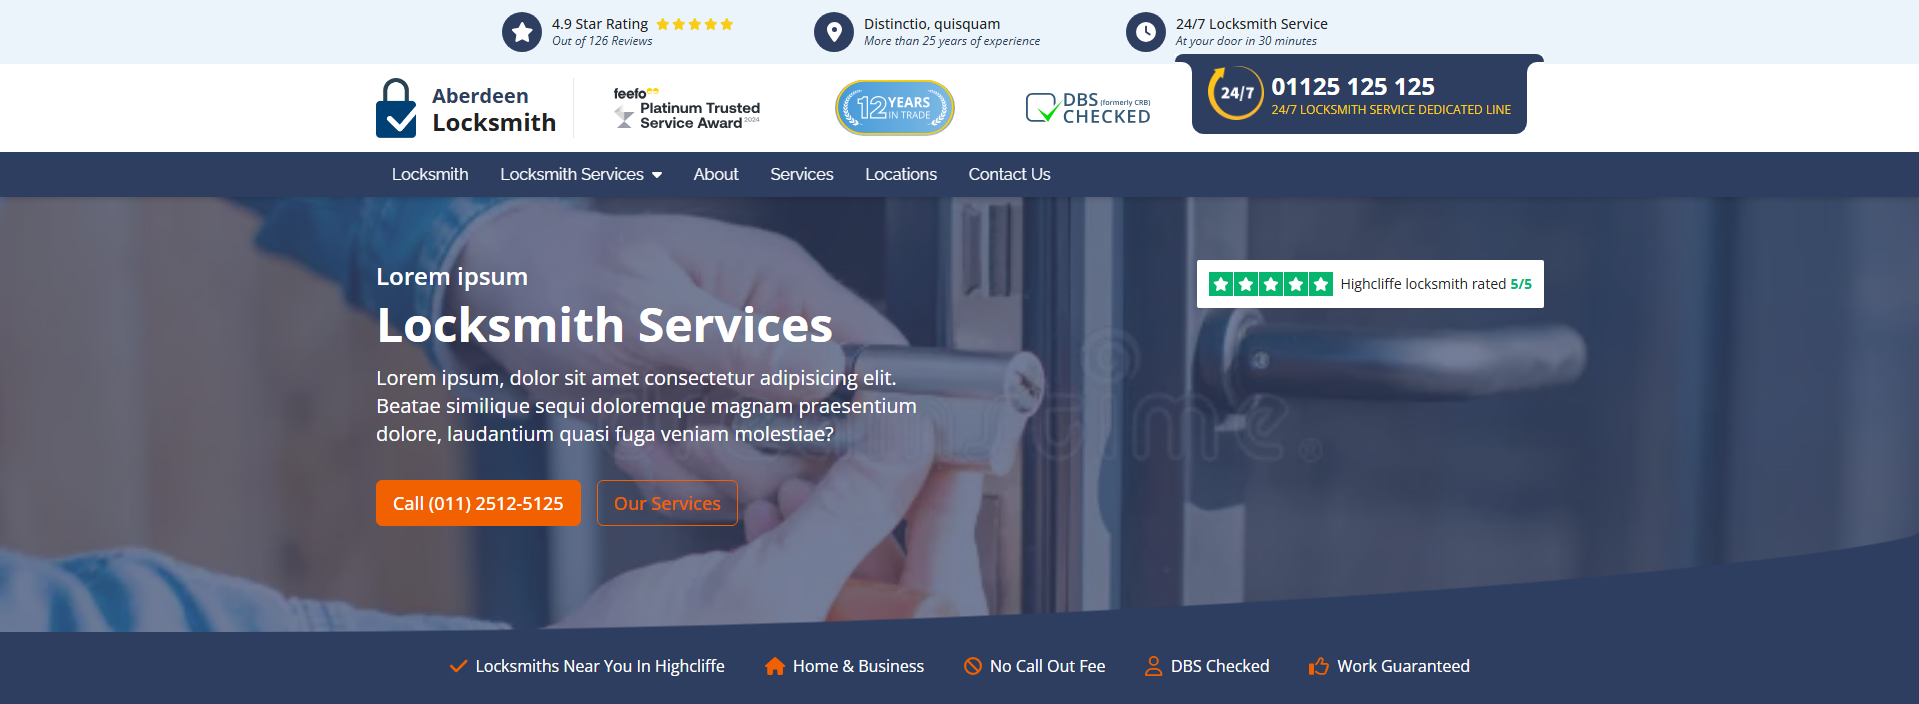 4.9 Star Rating
Out of 126 Reviews
Distinctio, quisquam
More than 25 years of experience
24/7 Locksmith Service
At your door in 30 minutes
Aberdeen
Locksmith
feefo
Platinum Trusted
Service Award 2024
12 YEARS
IN TRADE
DBS (formerly CRB)
CHECKED
24/7
01125 125 125
24/7 LOCKSMITH SERVICE DEDICATED LINE
Locksmith
Locksmith Services
About
Services
Locations
Contact Us
Lorem ipsum
Locksmith Services
Highcliffe locksmith rated 5/5
Lorem ipsum, dolor sit amet consectetur adipisicing elit.
Beatae similique sequi doloremque magnam praesentium
dolore, laudantium quasi fuga veniam molestiae?
Call (011) 2512-5125
Our Services
Locksmiths Near You In Highcliffe
Home & Business
No Call Out Fee
DBS Checked
Work Guaranteed